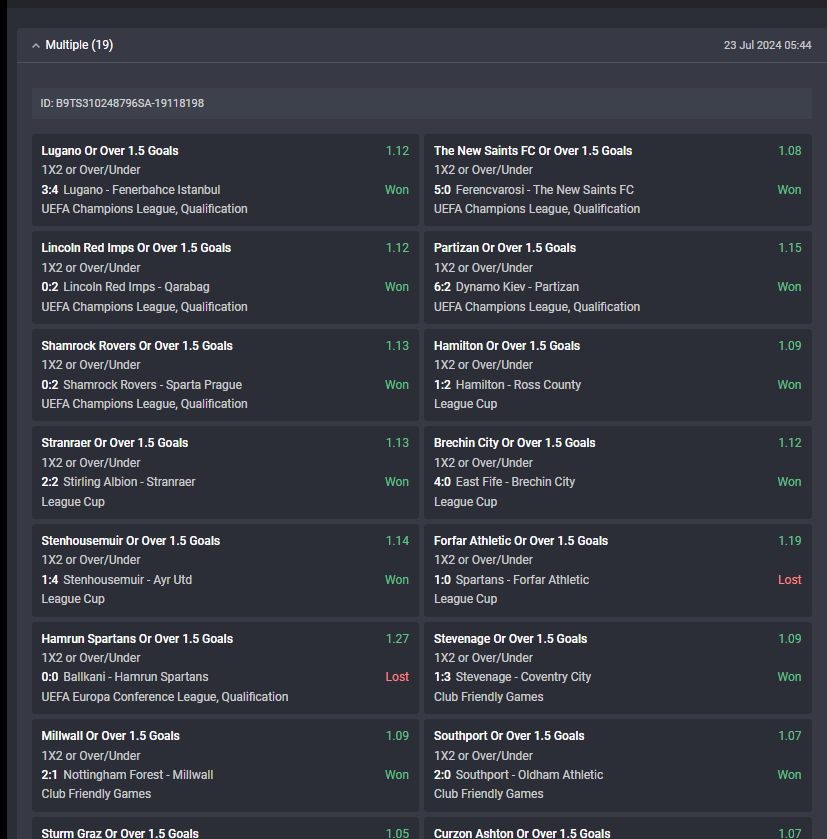 Multiple (19)
23 Jul 2024 05:44
ID: B9TS310248796SA-19118198
Lugano Or Over 1.5 Goals 1.12
1X2 or Over/Under
3:4 Lugano - Fenerbahce Istanbul Won
UEFA Champions League, Qualification
The New Saints FC Or Over 1.5 Goals 1.08
1X2 or Over/Under
5:0 Ferencvarosi - The New Saints FC Won
UEFA Champions League, Qualification
Lincoln Red Imps Or Over 1.5 Goals 1.12
1X2 or Over/Under
0:2 Lincoln Red Imps - Qarabag Won
UEFA Champions League, Qualification
Partizan Or Over 1.5 Goals 1.15
1X2 or Over/Under
6:2 Dynamo Kiev - Partizan Won
UEFA Champions League, Qualification
Shamrock Rovers Or Over 1.5 Goals 1.13
1X2 or Over/Under
0:2 Shamrock Rovers - Sparta Prague Won
UEFA Champions League, Qualification
Hamilton Or Over 1.5 Goals 1.09
1X2 or Over/Under
1:2 Hamilton - Ross County Won
League Cup
Stranraer Or Over 1.5 Goals 1.13
1X2 or Over/Under
2:2 Stirling Albion - Stranraer Won
League Cup
Brechin City Or Over 1.5 Goals 1.12
1X2 or Over/Under
4:0 East Fife - Brechin City Won
League Cup
Stenhousemuir Or Over 1.5 Goals 1.14
1X2 or Over/Under
1:4 Stenhousemuir - Ayr Utd Won
League Cup
Forfar Athletic Or Over 1.5 Goals 1.19
1X2 or Over/Under
1:0 Spartans - Forfar Athletic Lost
League Cup
Hamrun Spartans Or Over 1.5 Goals 1.27
1X2 or Over/Under
0:0 Ballkani - Hamrun Spartans Lost
UEFA Europa Conference League, Qualification
Stevenage Or Over 1.5 Goals 1.09
1X2 or Over/Under
1:3 Stevenage - Coventry City Won
Club Friendly Games
Millwall Or Over 1.5 Goals 1.09
1X2 or Over/Under
2:1 Nottingham Forest - Millwall Won
Club Friendly Games
Southport Or Over 1.5 Goals 1.07
1X2 or Over/Under
2:0 Southport - Oldham Athletic Won
Club Friendly Games
Sturm Graz Or Over 1.5 Goals 1.05
Curzon Ashton Or Over 1.5 Goals 1.07